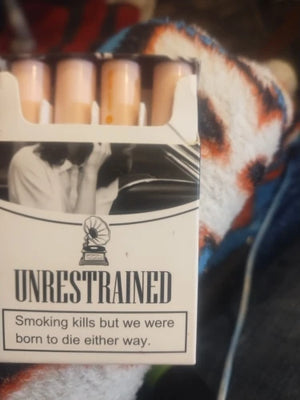 UNRESTRAINED
Smoking kills but we were
born to die either way.